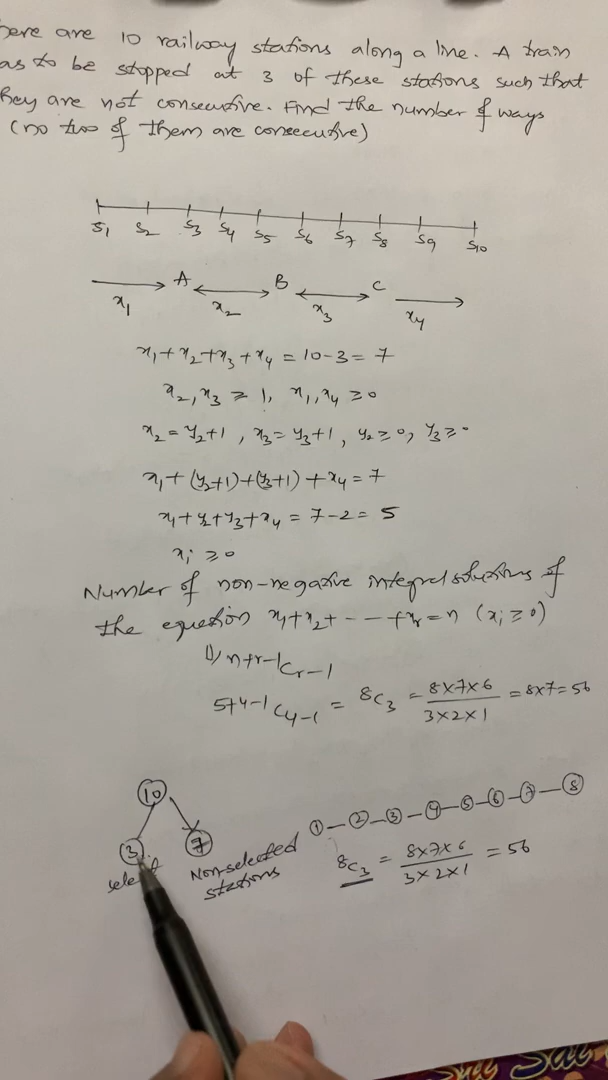 here are 10 railway stations along a line. A train
as to be stopped at 3 of these stations such that
hey are not consecutive. Find the number of ways
(no two of them are consecutive)
S1 S2 S3 S4 S5 S6 S7 S8 S9 S10
A B C
x1 x2 x3 x4
x1+x2+x3+x4=10-3=7
x2,x3 ≥ 1, x1,x4 ≥0
x2=y2+1, x3=y3+1, y2≥0, y3≥0
x1+(y2+1)+(y3+1)+x4=7
x1+y2+y3+x4=7-2=5
xi ≥0
Number of non-negative integral solutions of
the equation x1+x2+---+xr=n (xi≥0)
n+r-1Cr-1
5+4-1C4-1 = 8C3 = 8×7×6/3×2×1 = 8×7=56
10
3 7
Non-selected
stations
1-2-3-4-5-6-7-8
8C3 = 8×7×6/3×2×1 = 56